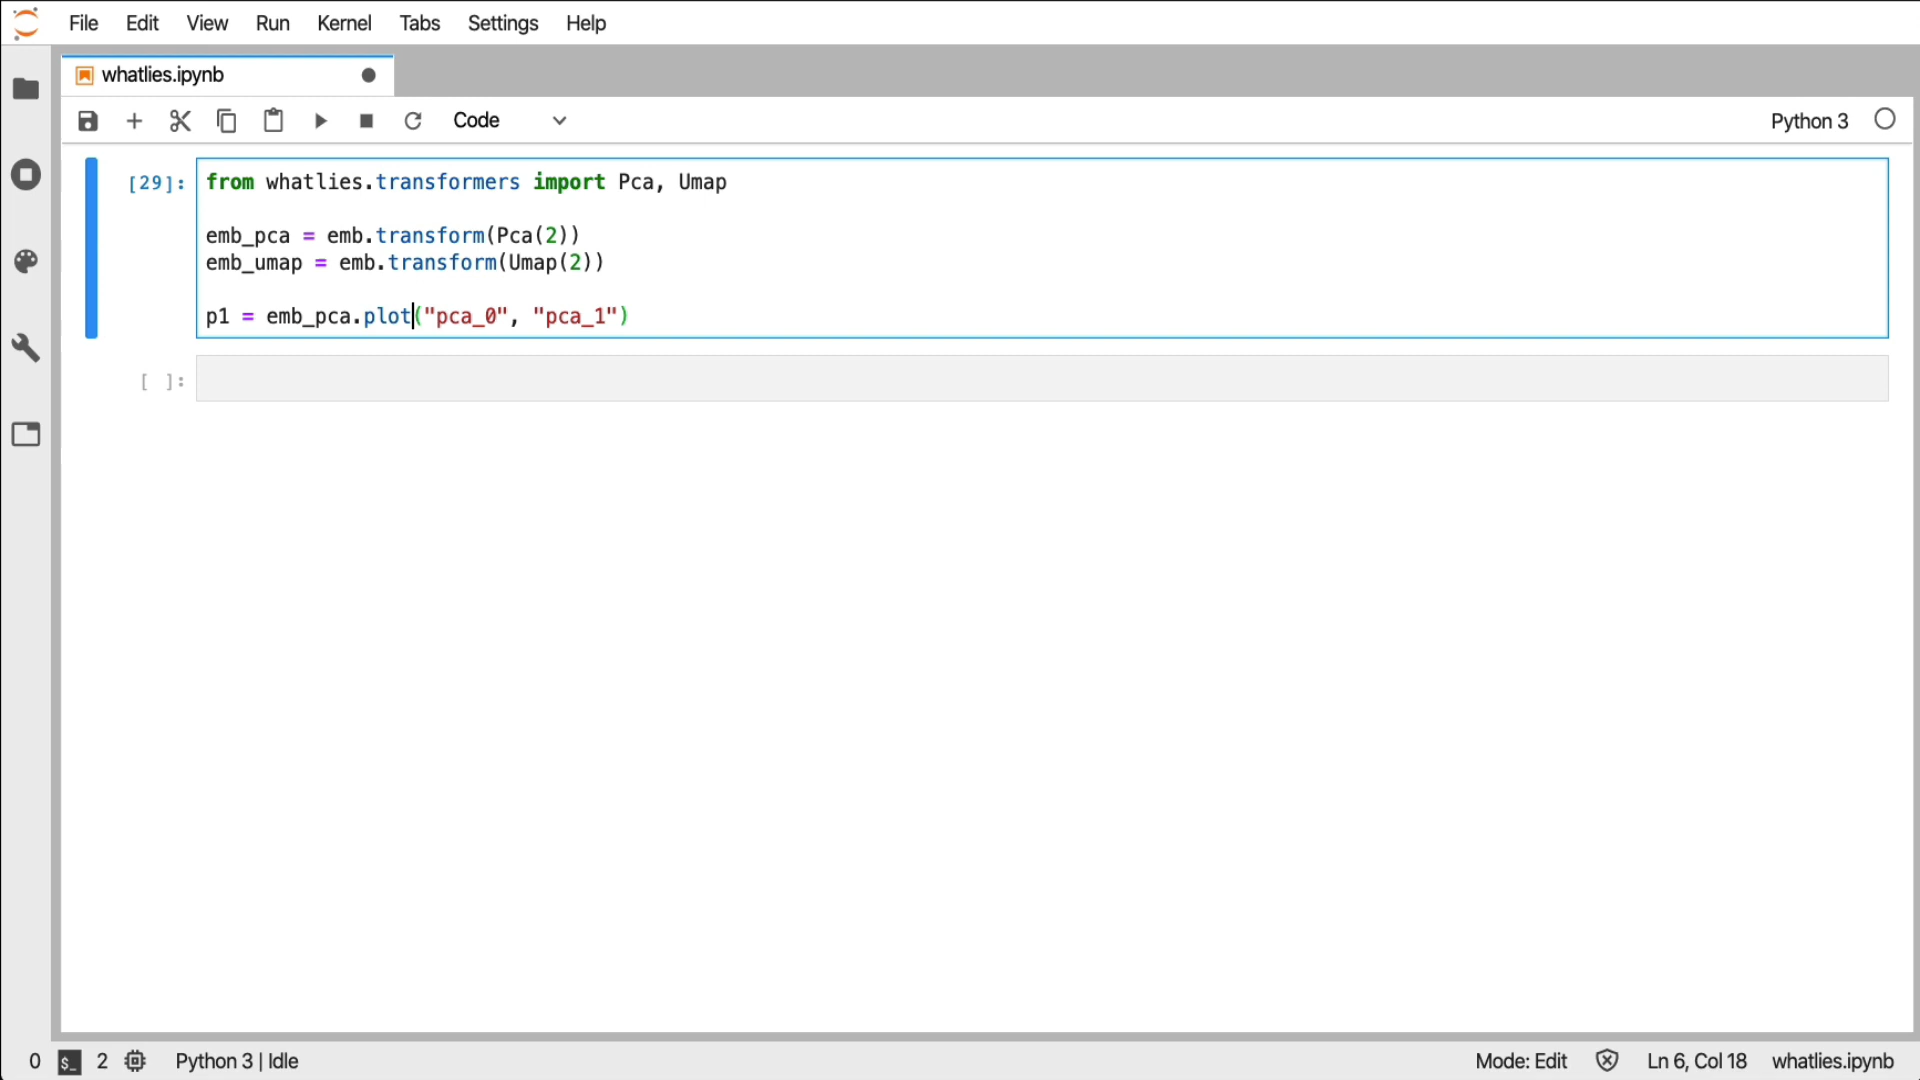 File Edit View Run Kernel Tabs Settings Help
whatlies.ipynb
Code
Python 3
[29]:
from whatlies.transformers import Pca, Umap
emb_pca = emb.transform(Pca(2))
emb_umap = emb.transform(Umap(2))
p1 = emb_pca.plot("pca_0", "pca_1")
[ ]:
0 $_ 2 Python 3 | Idle Mode: Edit Ln 6, Col 18 whatlies.ipynb